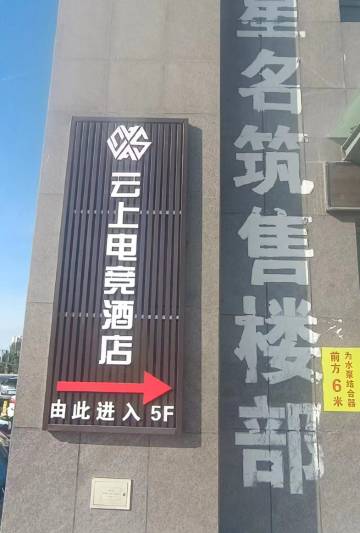 云上电竞酒店
由此进入 5F
星名筑售楼部
为水泵结合器
前方6米